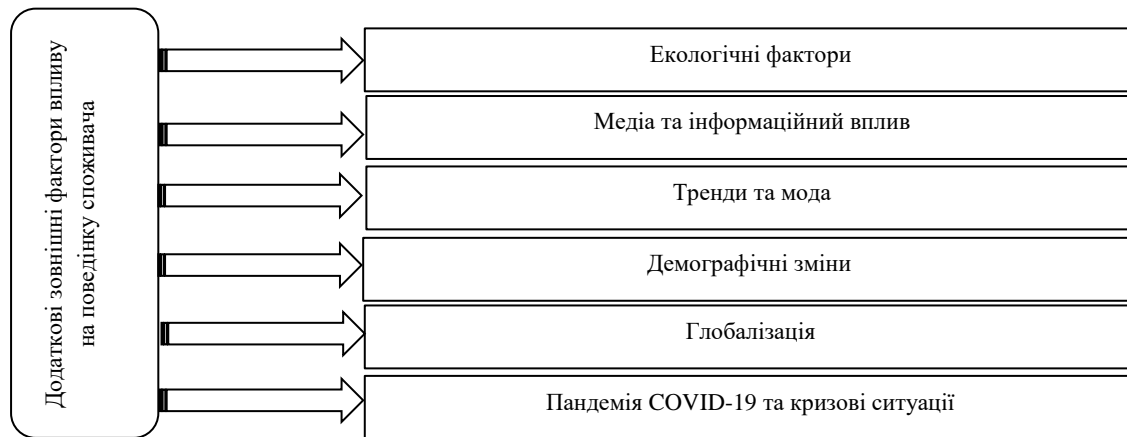 Додаткові зовнішні фактори впливу
на поведінку споживача
Екологічні фактори
Медіа та інформаційний вплив
Тренди та мода
Демографічні зміни
Глобалізація
Пандемія COVID-19 та кризові ситуації